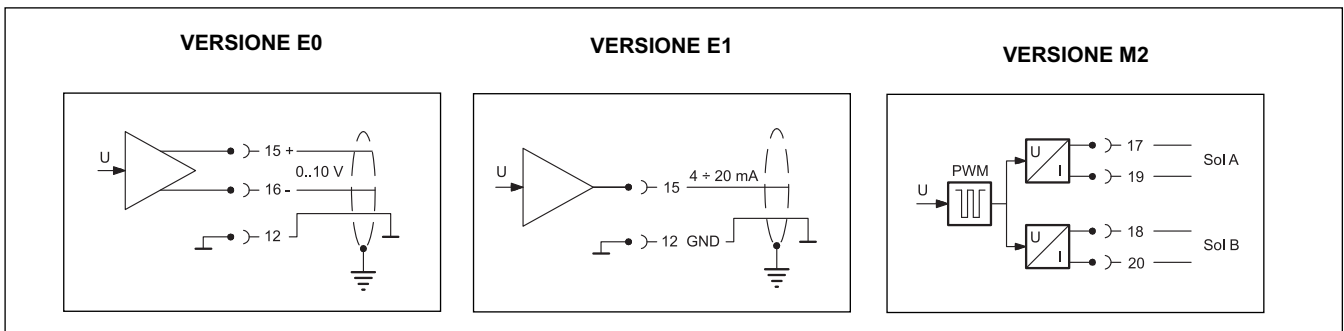 VERSIONE E0
U
15 +
0..10 V
16 -
12
VERSIONE E1
U
4 ÷ 20 mA
15
12 GND
VERSIONE M2
U
PWM
U
I
17
19
Sol A
U
I
18
20
Sol B